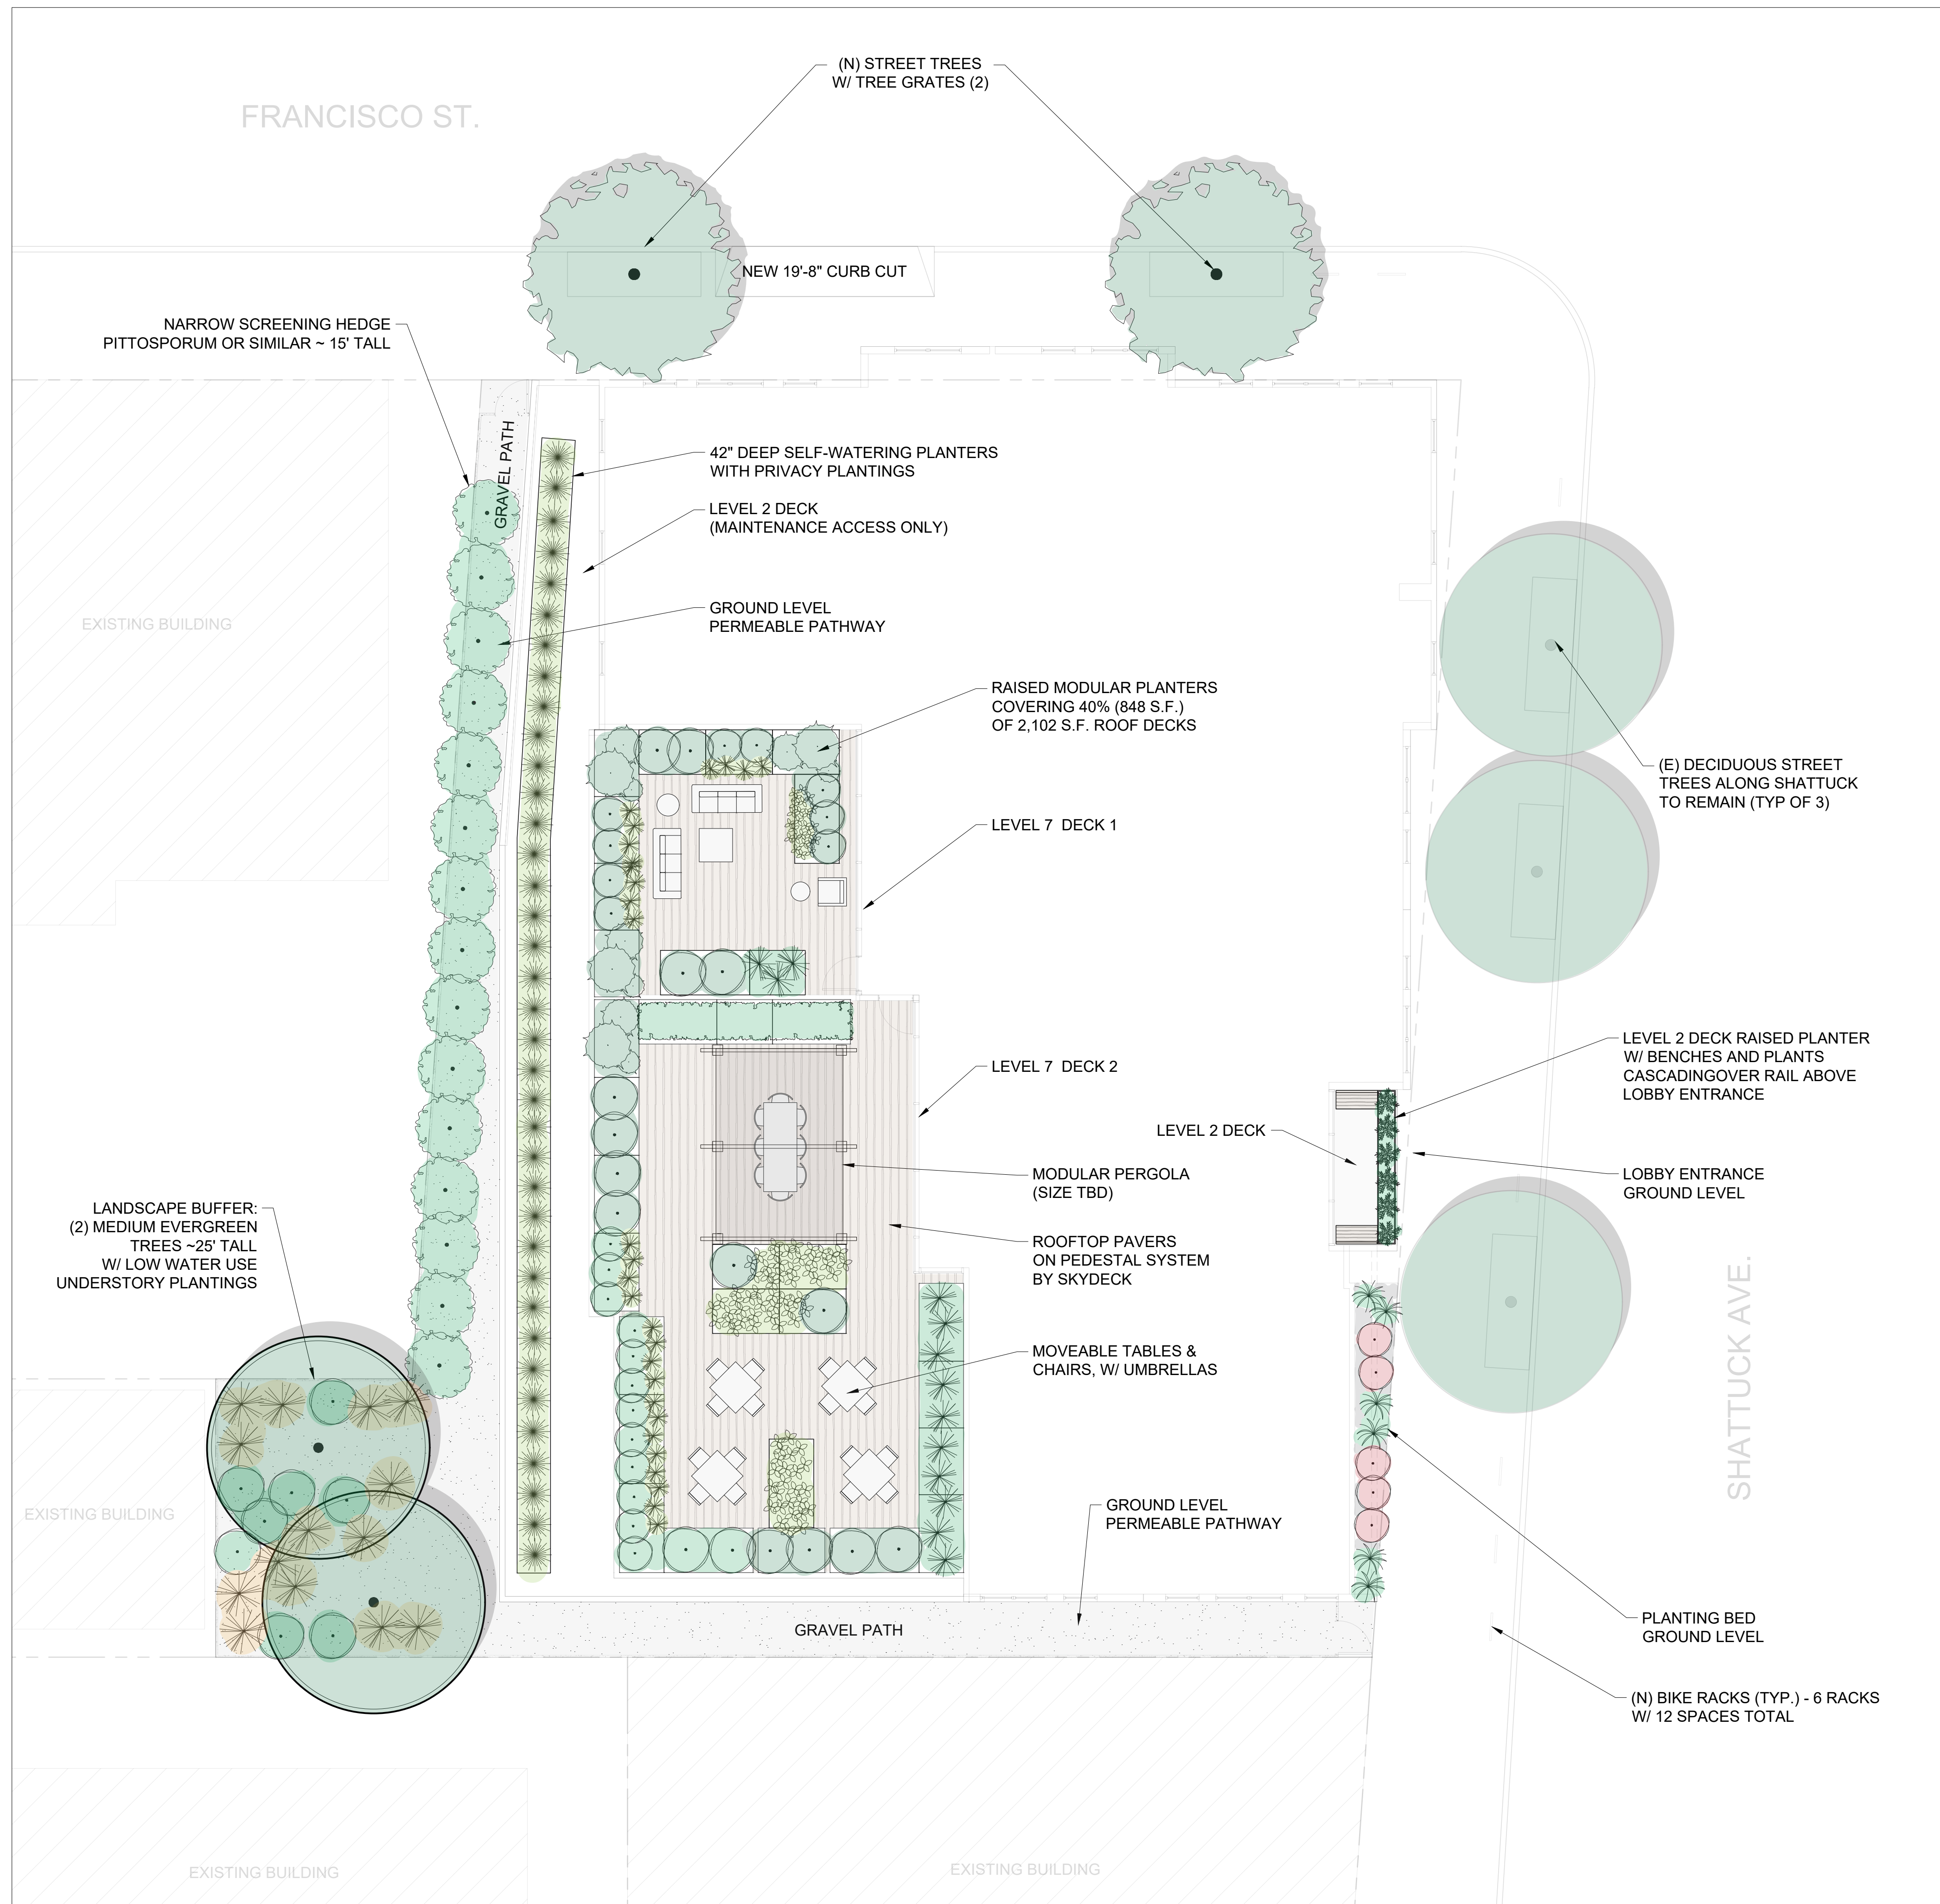 (N) STREET TREES
W/ TREE GRATES (2)
FRANCISCO ST.
NEW 19'-8" CURB CUT
NARROW SCREENING HEDGE
PITTOSPORUM OR SIMILAR ~ 15' TALL
GRAVEL PATH
42" DEEP SELF-WATERING PLANTERS
WITH PRIVACY PLANTINGS
LEVEL 2 DECK
(MAINTENANCE ACCESS ONLY)
EXISTING BUILDING
GROUND LEVEL
PERMEABLE PATHWAY
RAISED MODULAR PLANTERS
COVERING 40% (848 S.F.)
OF 2,102 S.F. ROOF DECKS
(E) DECIDUOUS STREET
TREES ALONG SHATTUCK
TO REMAIN (TYP OF 3)
LEVEL 7 DECK 1
LEVEL 2 DECK RAISED PLANTER
W/ BENCHES AND PLANTS
CASCADINGOVER RAIL ABOVE
LOBBY ENTRANCE
LEVEL 7 DECK 2
LEVEL 2 DECK
MODULAR PERGOLA
(SIZE TBD)
LOBBY ENTRANCE
GROUND LEVEL
LANDSCAPE BUFFER:
(2) MEDIUM EVERGREEN
TREES ~25' TALL
W/ LOW WATER USE
UNDERSTORY PLANTINGS
ROOFTOP PAVERS
ON PEDESTAL SYSTEM
BY SKYDECK
SHATTUCK AVE.
MOVEABLE TABLES &
CHAIRS, W/ UMBRELLAS
EXISTING BUILDING
GROUND LEVEL
PERMEABLE PATHWAY
GRAVEL PATH
PLANTING BED
GROUND LEVEL
(N) BIKE RACKS (TYP.) - 6 RACKS
W/ 12 SPACES TOTAL
EXISTING BUILDING
EXISTING BUILDING